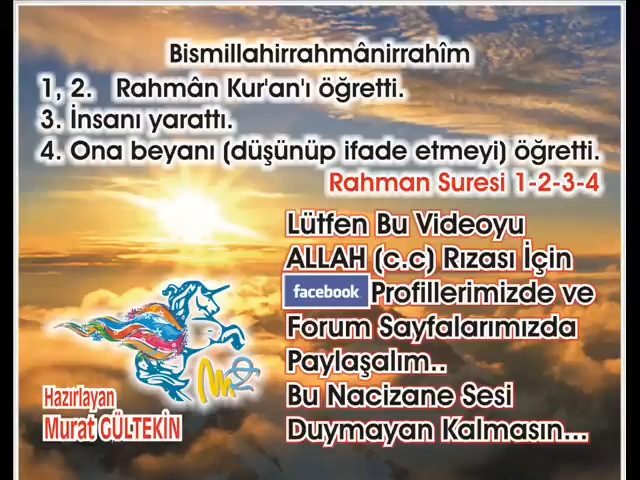 Bismillahirrahmânirrahîm
1, 2.   Rahmân Kur'an'ı öğretti.
3. İnsanı yarattı.
4. Ona beyanı (düşünüp ifade etmeyi) öğretti.
Rahman Suresi 1-2-3-4
Lütfen Bu Videoyu
ALLAH (c.c) Rızası İçin
facebook Profillerimizde ve
Forum Sayfalarımızda
Paylaşalım..
Bu Nacizane Sesi
Duymayan Kalmasın...
Hazırlayan
Murat GÜLTEKİN